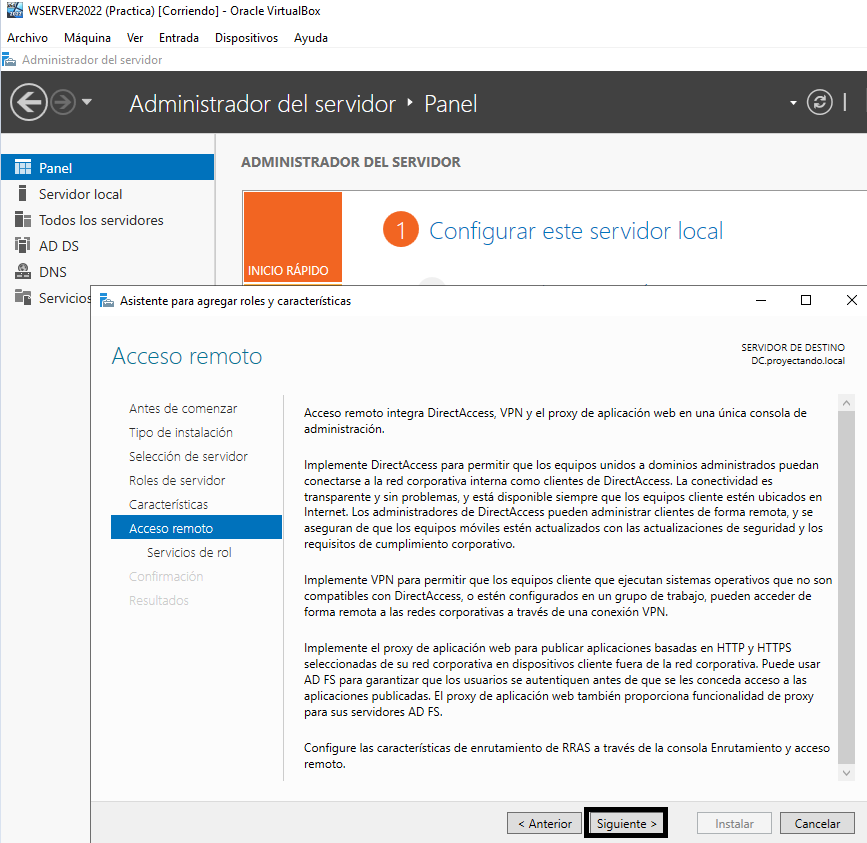 WSERVER2022 (Practica) [Corriendo] - Oracle VirtualBox
Archivo Máquina Ver Entrada Dispositivos Ayuda
Administrador del servidor
Administrador del servidor ‣ Panel
Panel
Servidor local
Todos los servidores
AD DS
DNS
Servicios
ADMINISTRADOR DEL SERVIDOR
INICIO RÁPIDO
1 Configurar este servidor local
Asistente para agregar roles y características
Acceso remoto
SERVIDOR DE DESTINO
DC.proyectando.local
Antes de comenzar
Tipo de instalación
Selección de servidor
Roles de servidor
Características
Acceso remoto
Servicios de rol
Confirmación
Resultados
Acceso remoto integra DirectAccess, VPN y el proxy de aplicación web en una única consola de
administración.
Implemente DirectAccess para permitir que los equipos unidos a dominios administrados puedan
conectarse a la red corporativa interna como clientes de DirectAccess. La conectividad es
transparente y sin problemas, y está disponible siempre que los equipos cliente estén ubicados en
Internet. Los administradores de DirectAccess pueden administrar clientes de forma remota, y se
aseguran de que los equipos móviles estén actualizados con las actualizaciones de seguridad y los
requisitos de cumplimiento corporativo.
Implemente VPN para permitir que los equipos cliente que ejecutan sistemas operativos que no son
compatibles con DirectAccess, o estén configurados en un grupo de trabajo, puedan acceder de
forma remota a las redes corporativas a través de una conexión VPN.
Implemente el proxy de aplicación web para publicar aplicaciones basadas en HTTP y HTTPS
seleccionadas de su red corporativa en dispositivos cliente fuera de la red corporativa. Puede usar
AD FS para garantizar que los usuarios se autentiquen antes de que se les conceda acceso a las
aplicaciones publicadas. El proxy de aplicación web también proporciona funcionalidad de proxy
para sus servidores AD FS.
Configure las características de enrutamiento de RRAS a través de la consola Enrutamiento y acceso
remoto.
< Anterior Siguiente > Instalar Cancelar